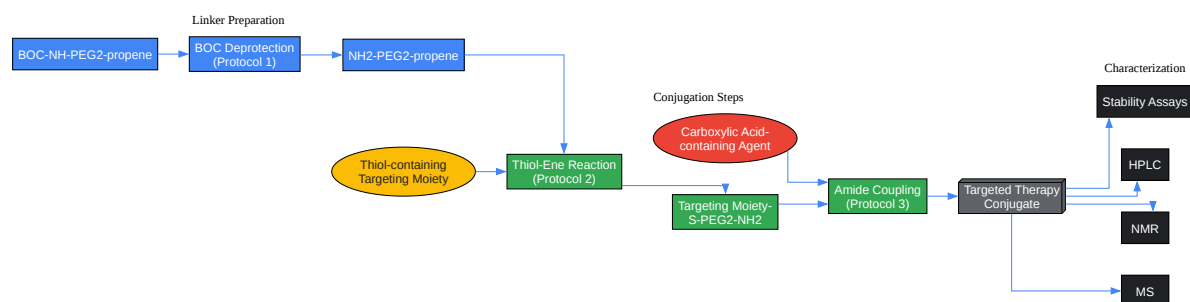 Linker Preparation
BOC-NH-PEG2-propene
BOC Deprotection
(Protocol 1)
NH2-PEG2-propene
Characterization
Stability Assays
Conjugation Steps
Carboxylic Acid-
containing Agent
Thiol-containing
Targeting Moiety
Thiol-Ene Reaction
(Protocol 2)
HPLC
Targeting Moiety-
S-PEG2-NH2
Amide Coupling
(Protocol 3)
Targeted Therapy
Conjugate
NMR
MS